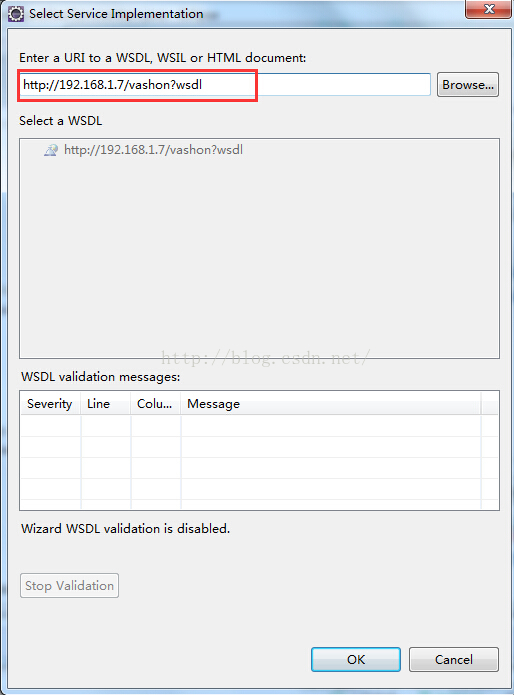 Select Service Implementation
Enter a URI to a WSDL, WSIL or HTML document:
http://192.168.1.7/vashon?wsdl
Browse...
Select a WSDL
http://192.168.1.7/vashon?wsdl
http://blog.csdn.net/
WSDL validation messages:
Severity Line Colu... Message
Wizard WSDL validation is disabled.
Stop Validation
OK Cancel